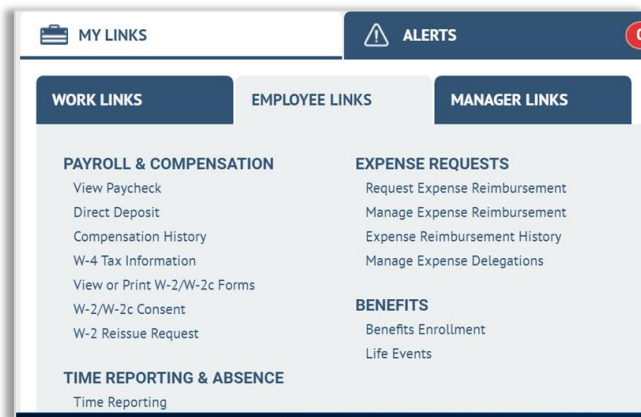 MY LINKS
ALERTS
WORK LINKS
EMPLOYEE LINKS
MANAGER LINKS
PAYROLL & COMPENSATION
View Paycheck
Direct Deposit
Compensation History
W-4 Tax Information
View or Print W-2/W-2c Forms
W-2/W-2c Consent
W-2 Reissue Request
TIME REPORTING & ABSENCE
Time Reporting
EXPENSE REQUESTS
Request Expense Reimbursement
Manage Expense Reimbursement
Expense Reimbursement History
Manage Expense Delegations
BENEFITS
Benefits Enrollment
Life Events